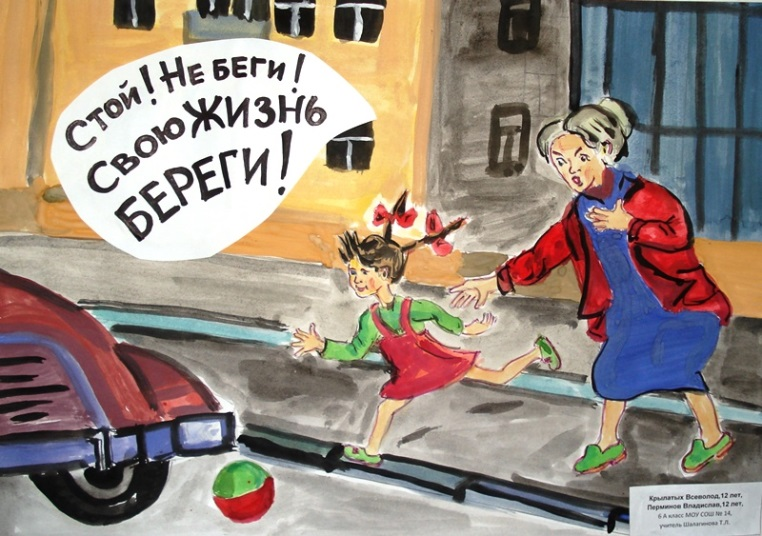 Стой! Не беги!
Свою жизнь
береги!
Крылатых Всеволод,12 лет,
Перминов Владислав,12 лет,
6 А класс МОУ СОШ № 14,
учитель Шалагинова Т.Л.